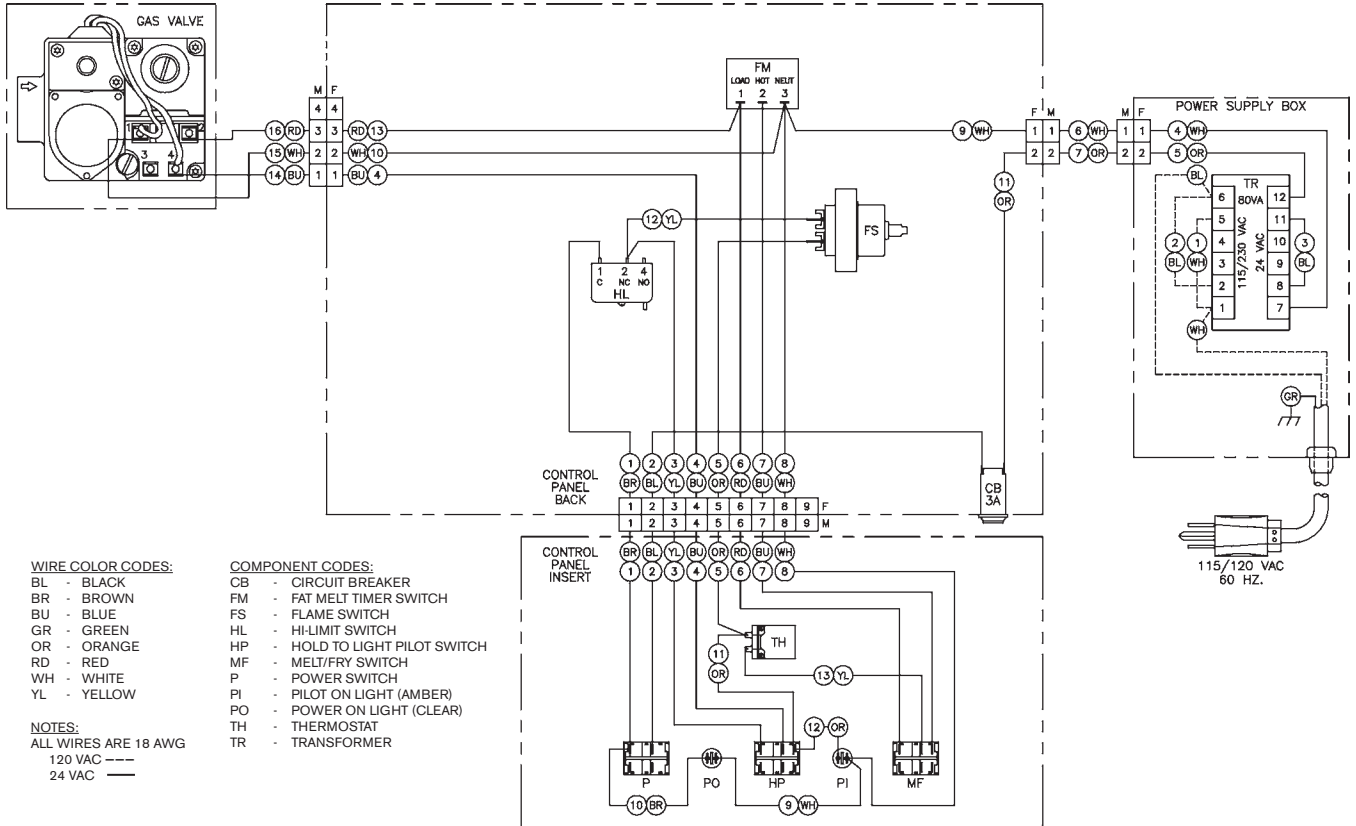 GAS VALVE
1
2
3
4
M F
4 4
16 RD 3 3 RD 13
15 WH 2 2 WH 10
14 BU 1 1 BU 4
FM
LOAD HOT NEUT
1 2 3
9 WH
F M
1 1
2 2
6 WH
7 OR
M F
1 1
2 2
POWER SUPPLY BOX
4 WH
5 OR
BL
TR
80VA
6 12
5 11
4 10
3 9
2 8
1 7
115/230 VAC
24 VAC
2 BL
1 WH
3 BL
WH
GR
11 OR
12 YL
FS
1 2 4
C NC NO
HL
CONTROL
PANEL
BACK
1 2 3 4 5 6 7 8
BR BL YL BU OR RD BU WH
1 2 3 4 5 6 7 8 9 F
1 2 3 4 5 6 7 8 9 M
CB
3A
115/120 VAC
60 HZ.
CONTROL
PANEL
INSERT
BR BL YL BU OR RD BU WH
1 2 3 4 5 6 7 8
TH
11 OR
13 YL
12 OR
P
PO
HP
PI
MF
10 BR
9 WH
WIRE COLOR CODES:
BL - BLACK
BR - BROWN
BU - BLUE
GR - GREEN
OR - ORANGE
RD - RED
WH - WHITE
YL - YELLOW
NOTES:
ALL WIRES ARE 18 AWG
120 VAC ----
24 VAC —
COMPONENT CODES:
CB - CIRCUIT BREAKER
FM - FAT MELT TIMER SWITCH
FS - FLAME SWITCH
HL - HI-LIMIT SWITCH
HP - HOLD TO LIGHT PILOT SWITCH
MF - MELT/FRY SWITCH
P - POWER SWITCH
PI - PILOT ON LIGHT (AMBER)
PO - POWER ON LIGHT (CLEAR)
TH - THERMOSTAT
TR - TRANSFORMER